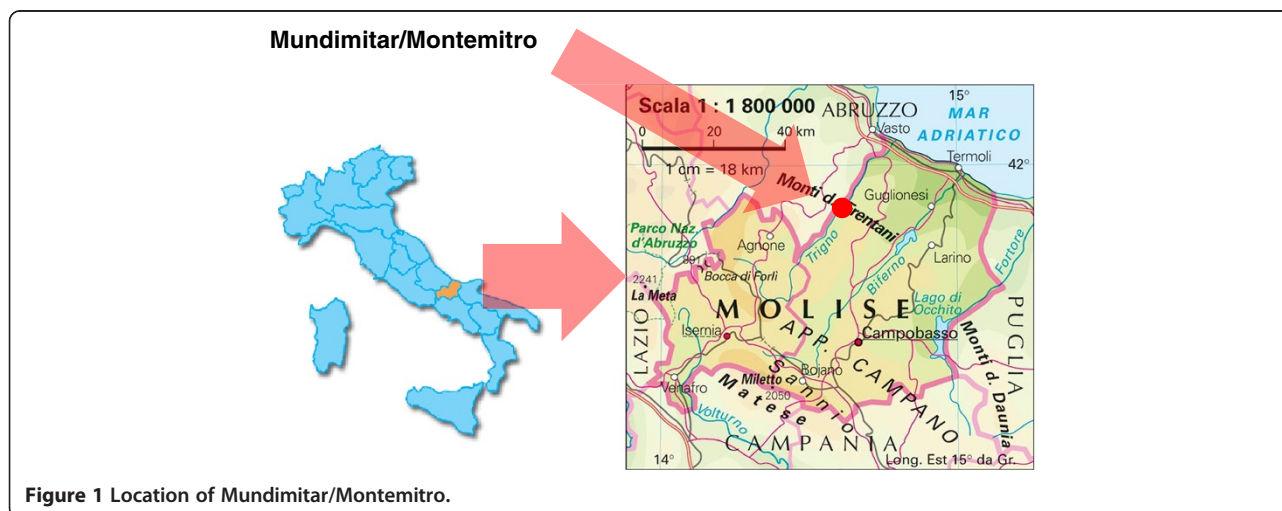 Mundimitar/Montemitro
Scala 1 : 1 800 000
0 20 40 km
1 cm = 18 km
ABRUZZO
15°
MAR
ADRIATICO
Vasto
Termoli
42°
Monti d. Frentani
Guglionesi
Parco Naz.
d'Abruzzo
Agnone
Trigno
Biferno
Larino
Fortore
891
Bocca di Forlì
2241
La Meta
Lago di
Occhito
MOLISE
PUGLIA
LAZIO
Isernia
APP. CAMPANO
Campobasso
Monti d. Daunia
Sannio
Bojano
Miletto
2050
Venafro
Matese
Volturno
CAMPANIA
14°
Long. Est 15° da Gr.
Figure 1 Location of Mundimitar/Montemitro.